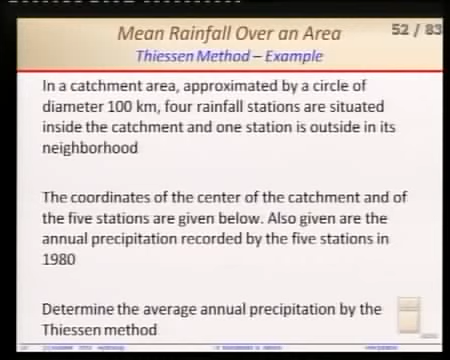 Mean Rainfall Over an Area
52 / 83
Thiessen Method – Example
In a catchment area, approximated by a circle of
diameter 100 km, four rainfall stations are situated
inside the catchment and one station is outside in its
neighborhood
The coordinates of the center of the catchment and of
the five stations are given below. Also given are the
annual precipitation recorded by the five stations in
1980
Determine the average annual precipitation by the
Thiessen method